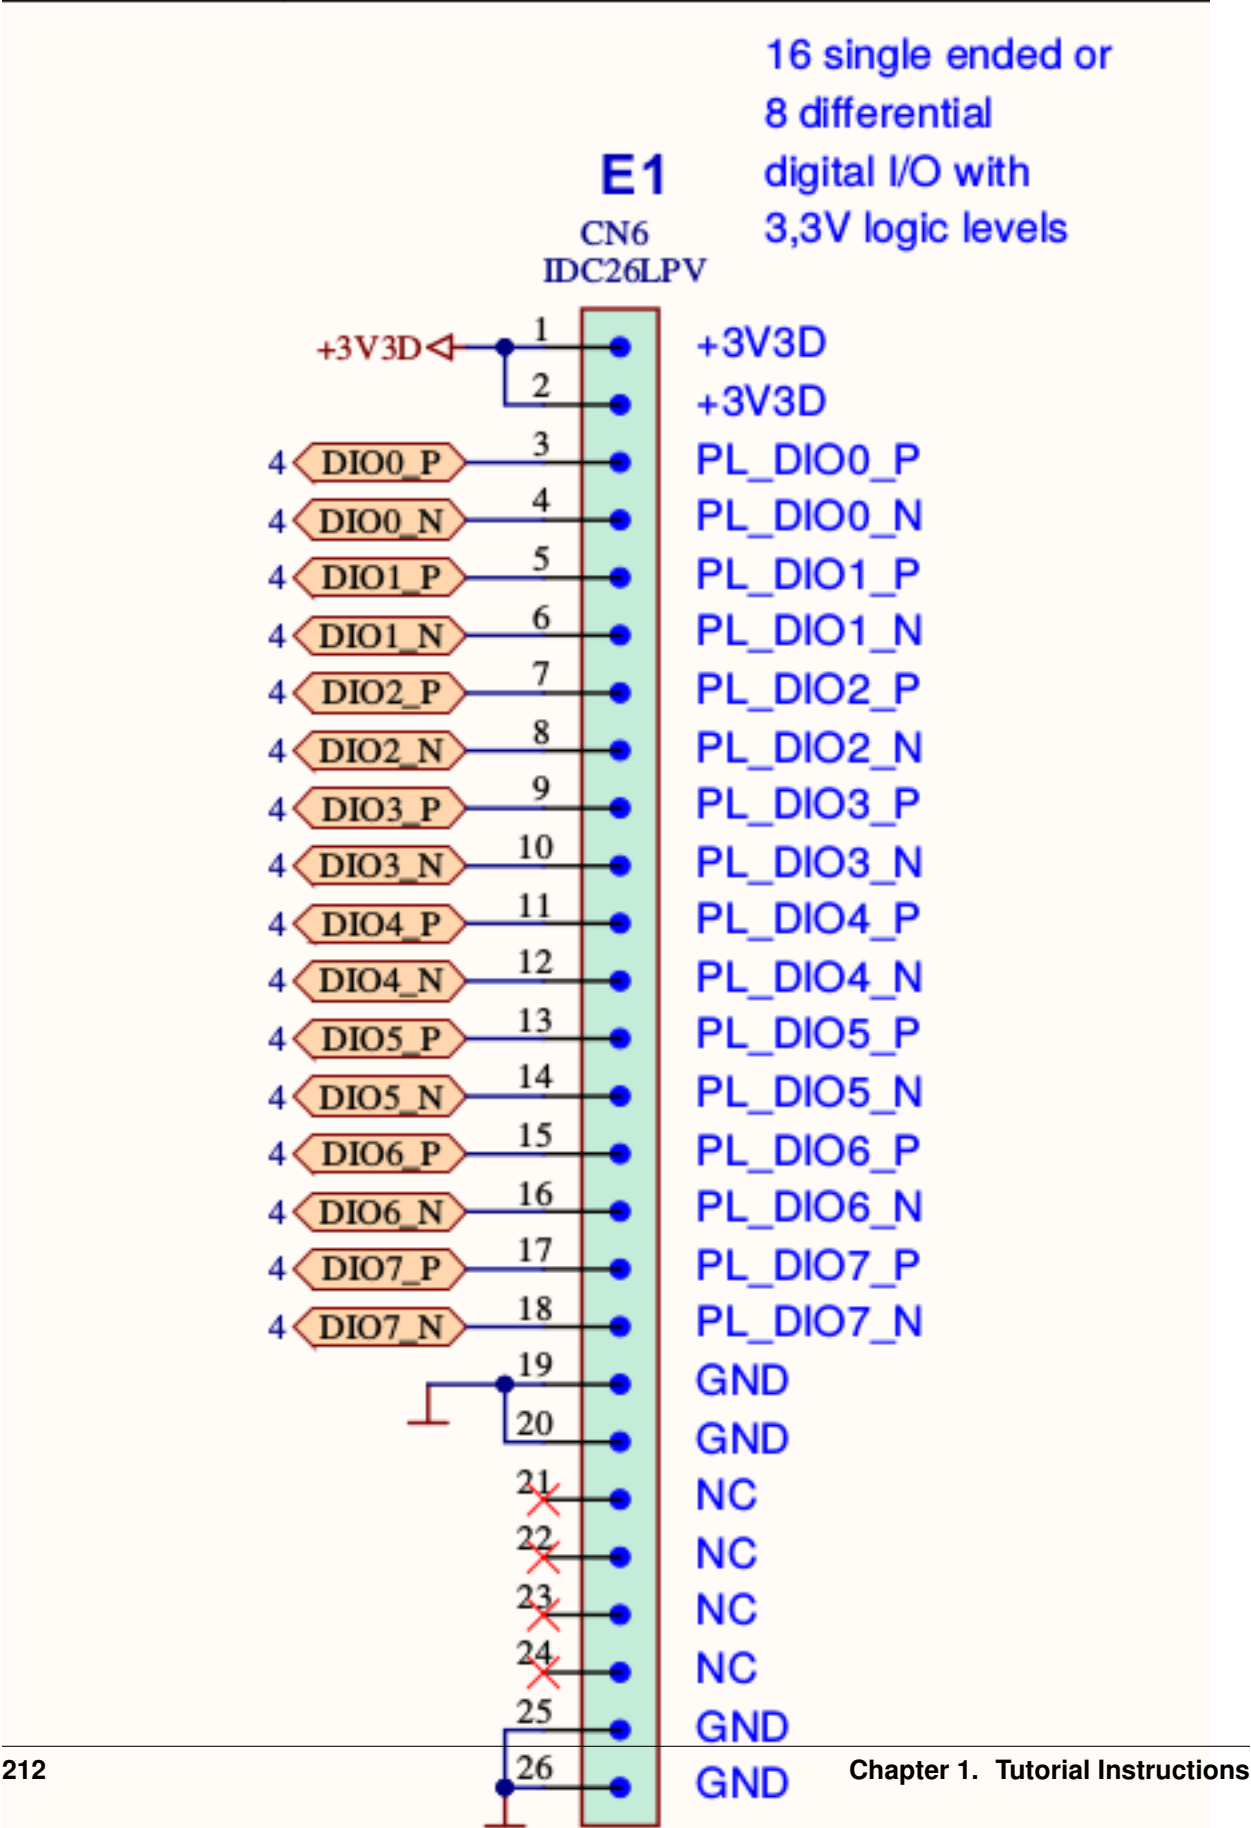 16 single ended or
8 differential
digital I/O with
3,3V logic levels
E1
CN6
IDC26LPV
+3V3D 1 +3V3D
2 +3V3D
4 DIO0_P 3 PL_DIO0_P
4 DIO0_N 4 PL_DIO0_N
4 DIO1_P 5 PL_DIO1_P
4 DIO1_N 6 PL_DIO1_N
4 DIO2_P 7 PL_DIO2_P
4 DIO2_N 8 PL_DIO2_N
4 DIO3_P 9 PL_DIO3_P
4 DIO3_N 10 PL_DIO3_N
4 DIO4_P 11 PL_DIO4_P
4 DIO4_N 12 PL_DIO4_N
4 DIO5_P 13 PL_DIO5_P
4 DIO5_N 14 PL_DIO5_N
4 DIO6_P 15 PL_DIO6_P
4 DIO6_N 16 PL_DIO6_N
4 DIO7_P 17 PL_DIO7_P
4 DIO7_N 18 PL_DIO7_N
19 GND
20 GND
21 NC
22 NC
23 NC
24 NC
25 GND
26 GND
212 Chapter 1. Tutorial Instructions